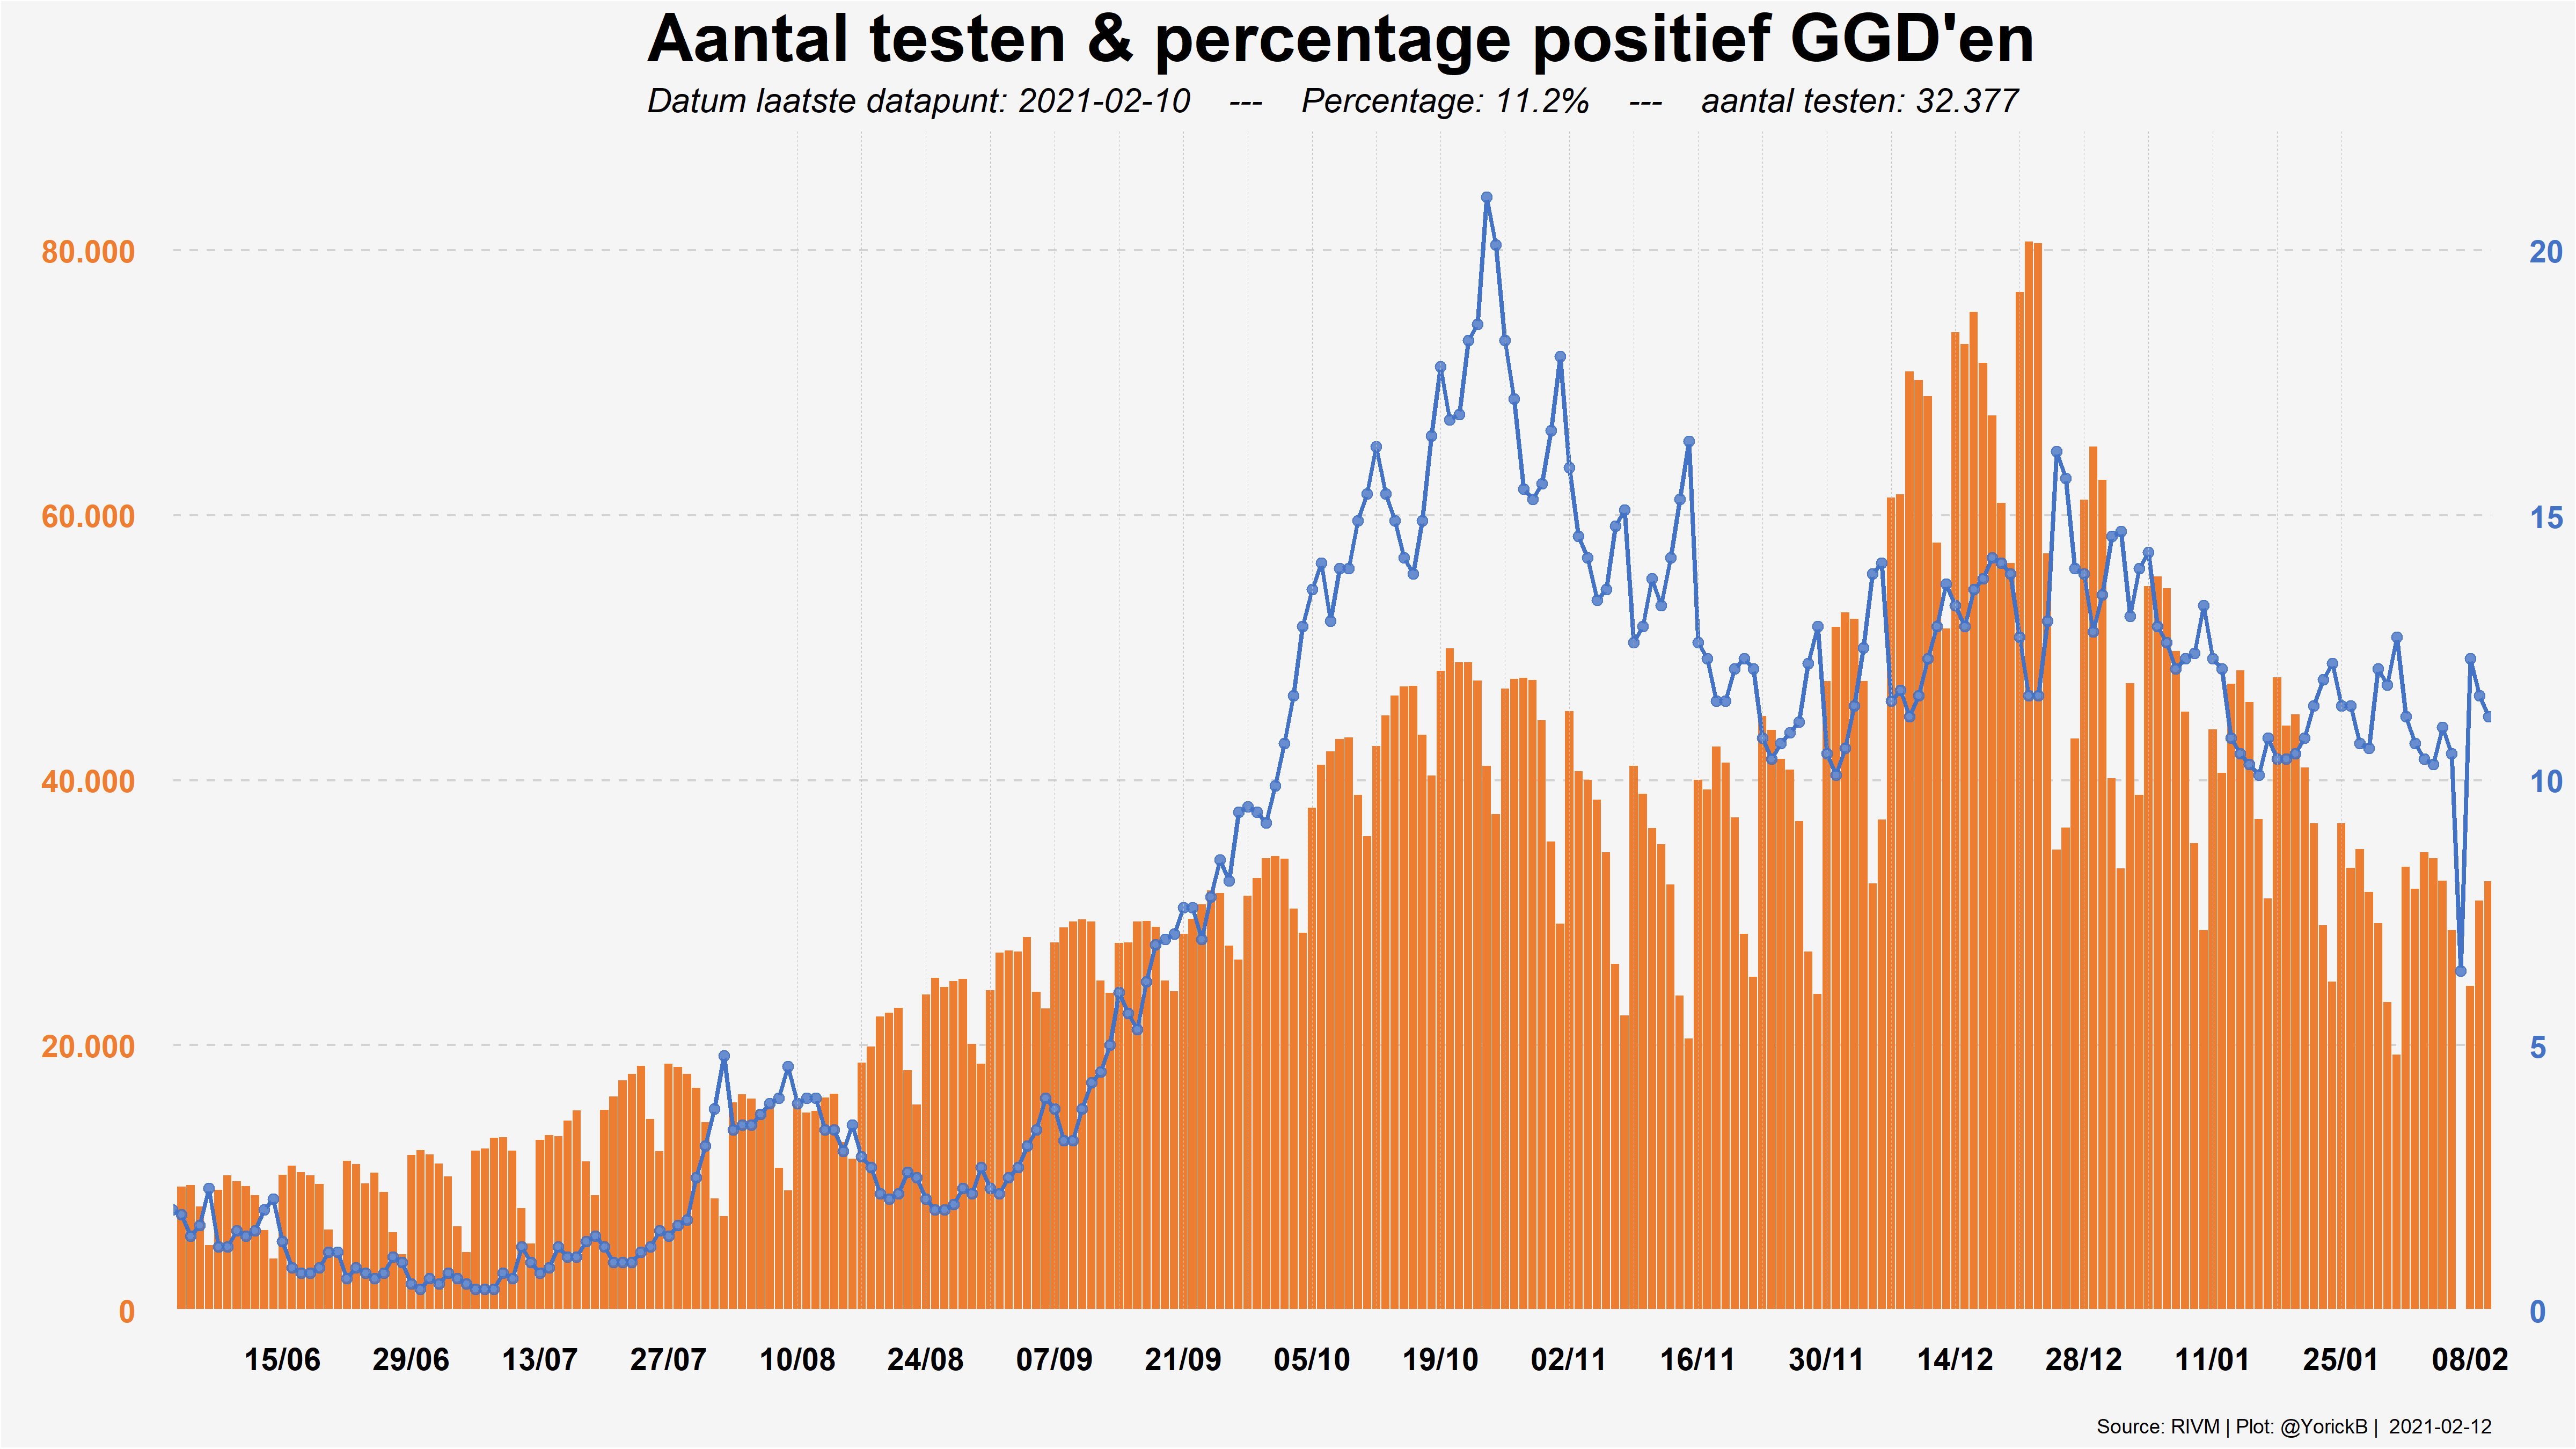 Aantal testen & percentage positief GGD'en
Datum laatste datapunt: 2021-02-10 --- Percentage: 11.2% --- aantal testen: 32.377
80.000
60.000
40.000
20.000
0
20
15
10
5
0
15/06 29/06 13/07 27/07 10/08 24/08 07/09 21/09 05/10 19/10 02/11 16/11 30/11 14/12 28/12 11/01 25/01 08/02
Source: RIVM | Plot: @YorickB | 2021-02-12